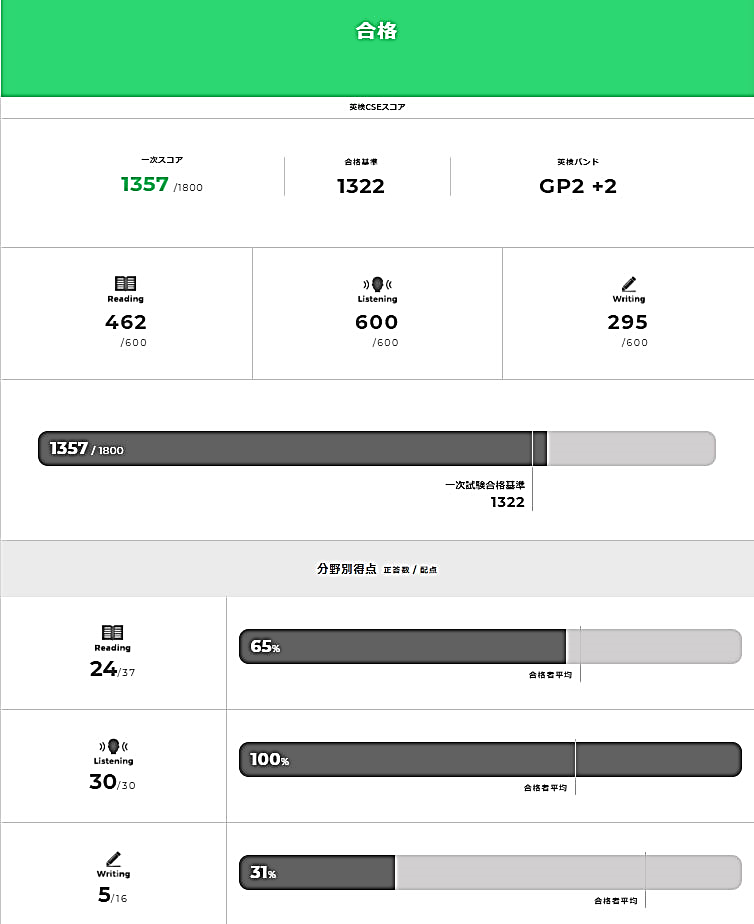 合格
英検CSEスコア
一次スコア
1357 /1800
合格基準
1322
英検バンド
GP2 +2
Reading
462
/600
Listening
600
/600
Writing
295
/600
1357 / 1800
一次試験合格基準
1322
分野別得点 正答数 / 配点
Reading
24/37
65%
合格者平均
Listening
30/30
100%
合格者平均
Writing
5/16
31%
合格者平均